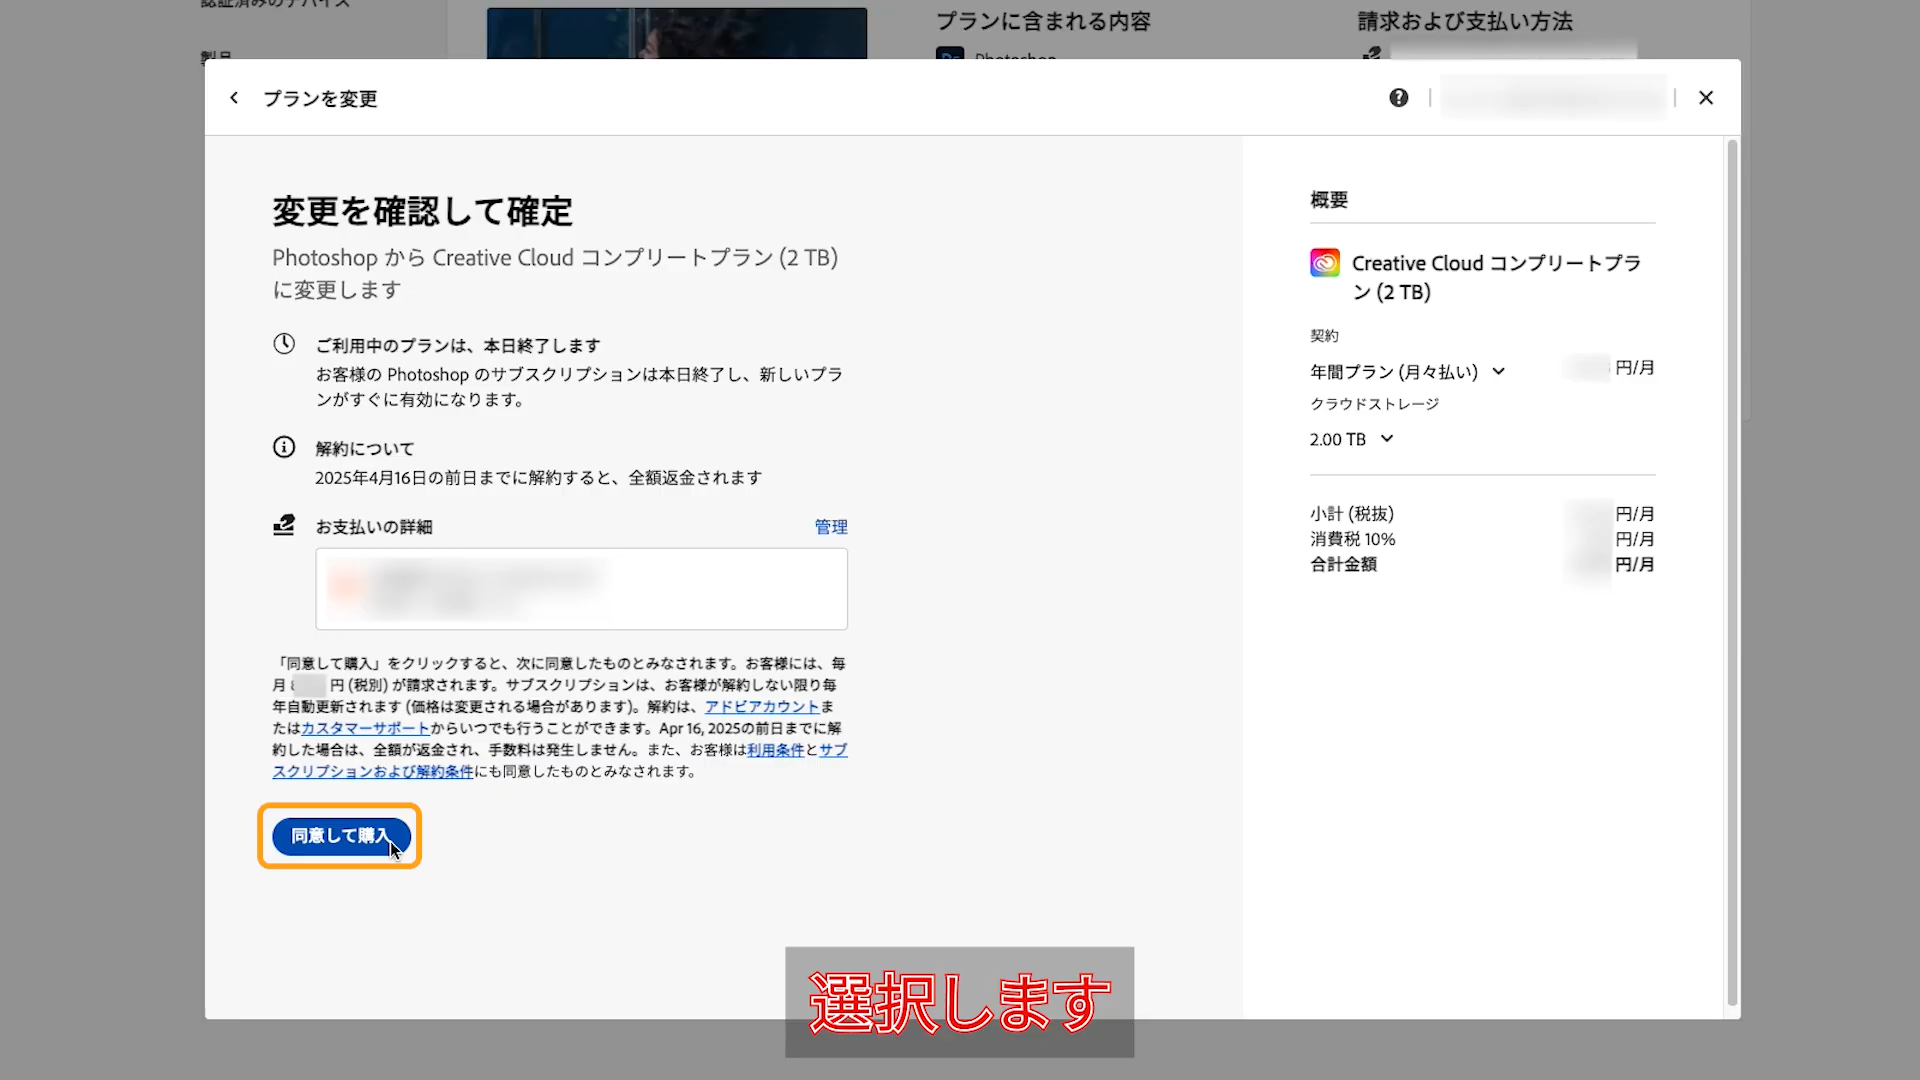 認証済みのデバイス
製品
プランに含まれる内容
Photoshop
請求および支払い方法
プランを変更
変更を確認して確定
Photoshop から Creative Cloud コンプリートプラン (2 TB)
に変更します
ご利用中のプランは、本日終了します
お客様の Photoshop のサブスクリプションは本日終了し、新しいプラ
ンがすぐに有効になります。
解約について
2025年4月16日の前日までに解約すると、全額返金されます
お支払いの詳細
管理
「同意して購入」をクリックすると、次に同意したものとみなされます。お客様には、毎
月 円 (税別) が請求されます。サブスクリプションは、お客様が解約しない限り毎
年自動更新されます (価格は変更される場合があります)。解約は、アドビアカウントま
たはカスタマーサポートからいつでも行うことができます。Apr 16, 2025の前日までに解
約した場合は、全額が返金され、手数料は発生しません。また、お客様は利用条件とサブ
スクリプションおよび解約条件にも同意したものとみなされます。
同意して購入
概要
Creative Cloud コンプリートプラ
ン (2 TB)
契約
年間プラン (月々払い) 円/月
クラウドストレージ
2.00 TB
小計 (税抜) 円/月
消費税 10% 円/月
合計金額 円/月
選択します